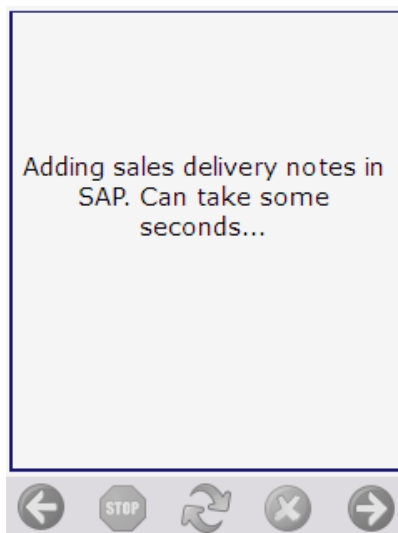 Adding sales delivery notes in
SAP. Can take some
seconds...
STOP